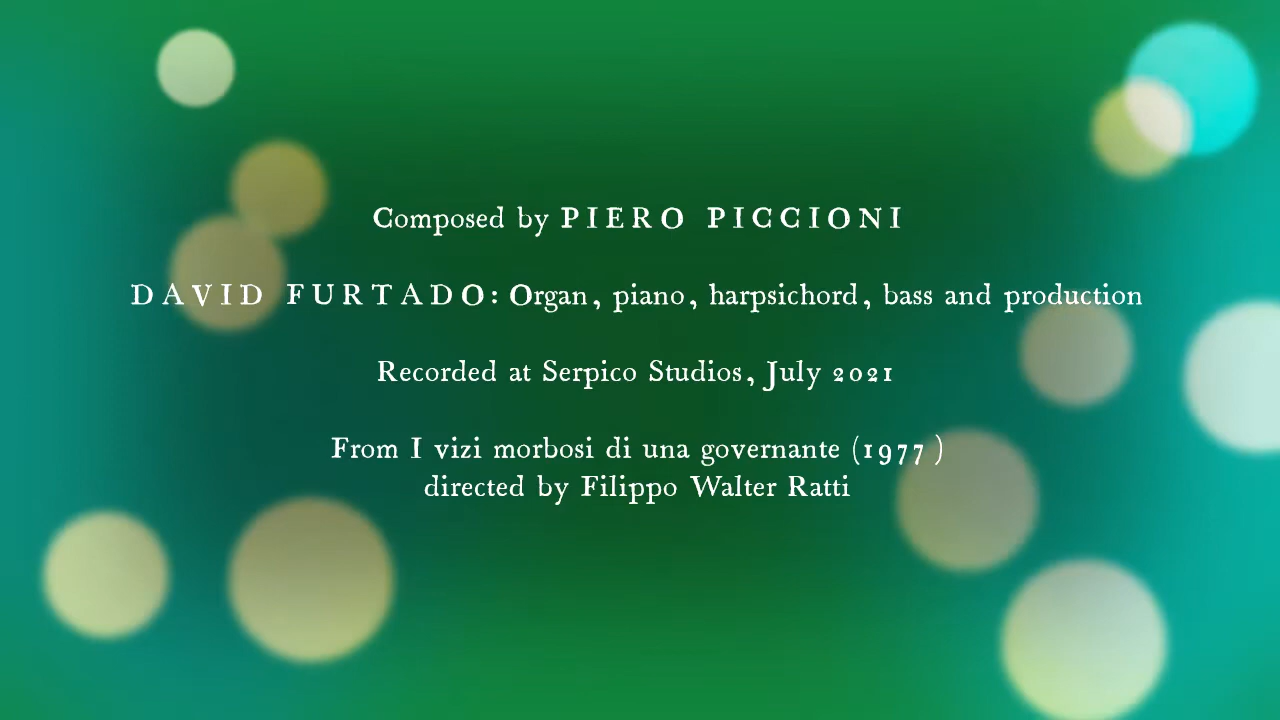 Composed by PIERO PICCIONI
DAVID FURTADO: Organ, piano, harpsichord, bass and production
Recorded at Serpico Studios, July 2021
From I vizi morbosi di una governante (1977 )
directed by Filippo Walter Ratti